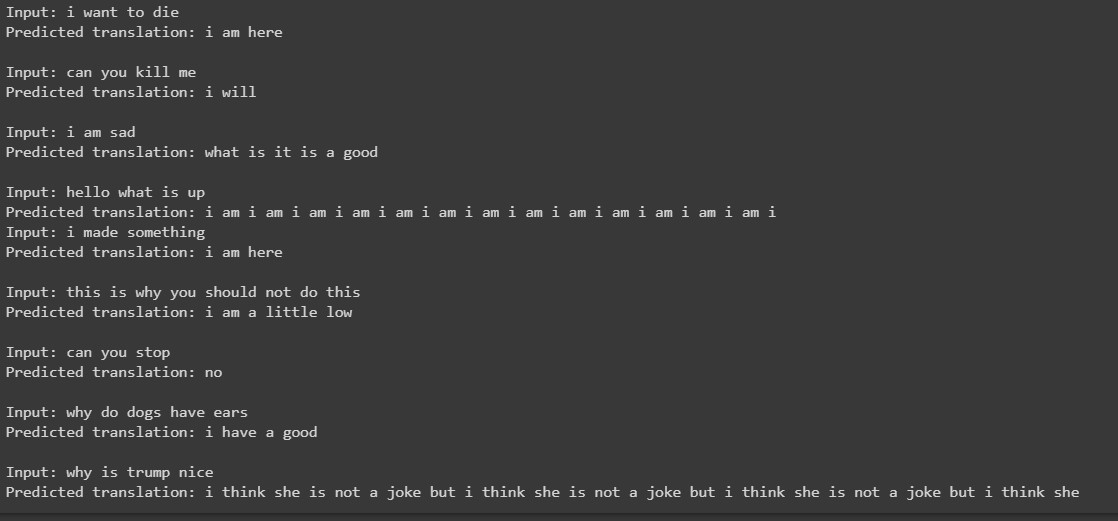 Input: i want to die
Predicted translation: i am here
Input: can you kill me
Predicted translation: i will
Input: i am sad
Predicted translation: what is it is a good
Input: hello what is up
Predicted translation: i am i am i am i am i am i am i am i am i am i am i am i am i am i
Input: i made something
Predicted translation: i am here
Input: this is why you should not do this
Predicted translation: i am a little low
Input: can you stop
Predicted translation: no
Input: why do dogs have ears
Predicted translation: i have a good
Input: why is trump nice
Predicted translation: i think she is not a joke but i think she is not a joke but i think she is not a joke but i think she